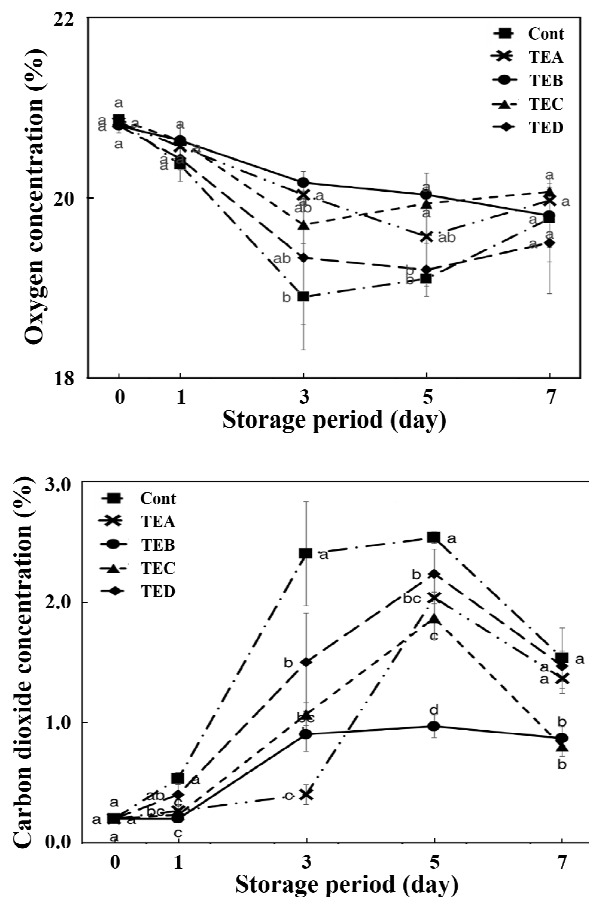 22
Cont
TEA
TEB
TEC
TED
Oxygen concentration (%)
a
a a
a
a
a
a
a
a
20
a
ab
a
a
ab
a
a
ab
b
b
b
a
a
18
0 1 3 5 7
Storage period (day)
3.0
Cont
TEA
TEB
TEC
TED
Carbon dioxide concentration (%)
a
a
2.0
b
bc
c
b
a
a
a
1.0
bc
d
b
a
ab
c
bc
c
b
a
a a
a
c
0.0
0 1 3 5 7
Storage period (day)